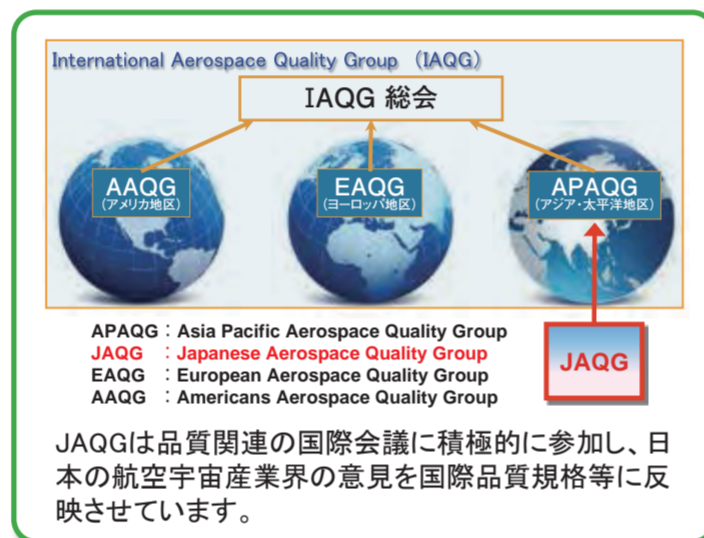 International Aerospace Quality Group （IAQG）
IAQG 総会
AAQG
（アメリカ地区）
EAQG
（ヨーロッパ地区）
APAQG
（アジア・太平洋地区）
JAQG
APAQG：Asia Pacific Aerospace Quality Group
JAQG：Japanese Aerospace Quality Group
EAQG：European Aerospace Quality Group
AAQG：Americans Aerospace Quality Group
JAQGは品質関連の国際会議に積極的に参加し、日
本の航空宇宙産業界の意見を国際品質規格等に反
映させています。